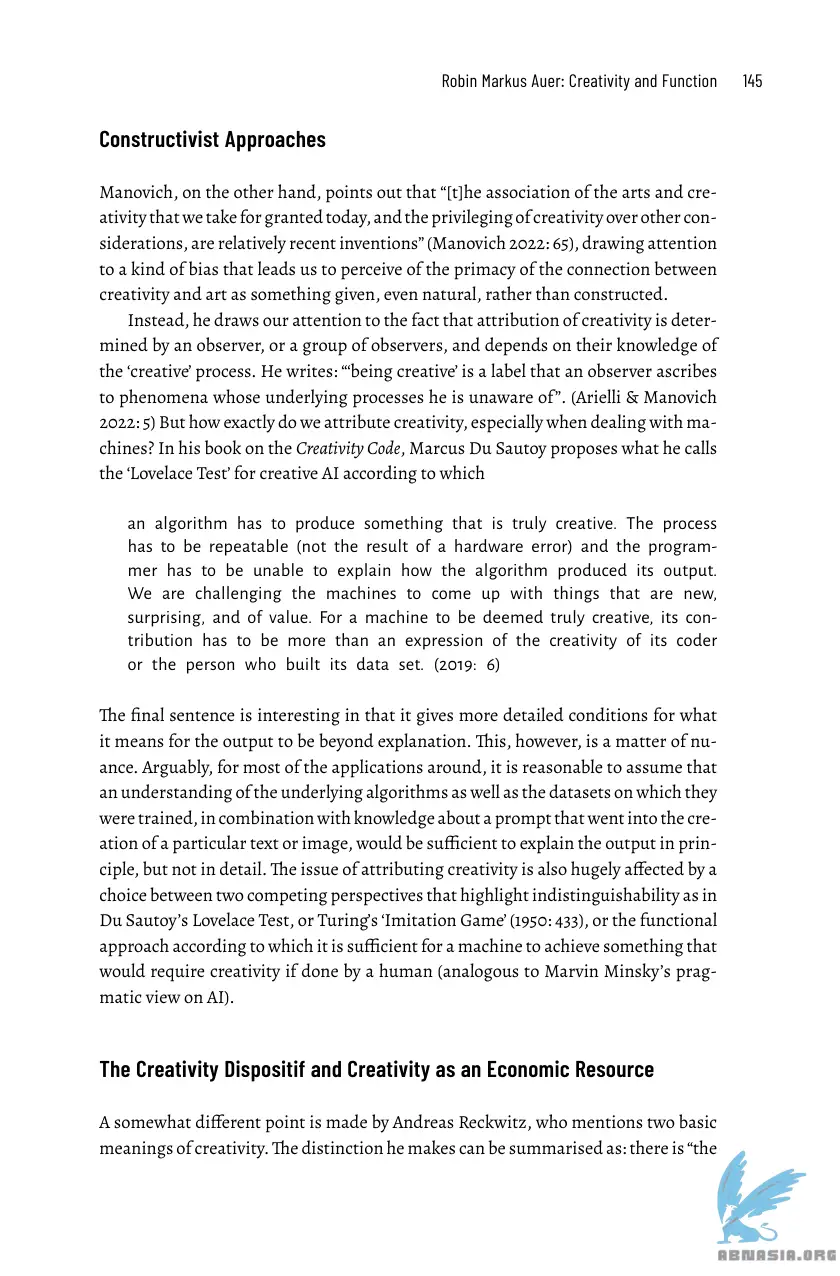 Robin Markus Auer: Creativity and Function 145
Constructivist Approaches
Manovich, on the other hand, points out that “[t]he association of the arts and cre-
ativity that we take for granted today, and the privileging of creativity over other con-
siderations, are relatively recent inventions” (Manovich 2022: 65), drawing attention
to a kind of bias that leads us to perceive of the primacy of the connection between
creativity and art as something given, even natural, rather than constructed.
Instead, he draws our attention to the fact that attribution of creativity is deter-
mined by an observer, or a group of observers, and depends on their knowledge of
the ‘creative’ process. He writes: “‘being creative’ is a label that an observer ascribes
to phenomena whose underlying processes he is unaware of”. (Arielli & Manovich
2022: 5) But how exactly do we attribute creativity, especially when dealing with ma-
chines? In his book on the Creativity Code, Marcus Du Sautoy proposes what he calls
the ‘Lovelace Test’ for creative AI according to which
an algorithm has to produce something that is truly creative. The process
has to be repeatable (not the result of a hardware error) and the program-
mer has to be unable to explain how the algorithm produced its output.
We are challenging the machines to come up with things that are new,
surprising, and of value. For a machine to be deemed truly creative, its con-
tribution has to be more than an expression of the creativity of its coder
or the person who built its data set. (2019: 6)
The final sentence is interesting in that it gives more detailed conditions for what
it means for the output to be beyond explanation. This, however, is a matter of nu-
ance. Arguably, for most of the applications around, it is reasonable to assume that
an understanding of the underlying algorithms as well as the datasets on which they
were trained, in combination with knowledge about a prompt that went into the cre-
ation of a particular text or image, would be sufficient to explain the output in prin-
ciple, but not in detail. The issue of attributing creativity is also hugely affected by a
choice between two competing perspectives that highlight indistinguishability as in
Du Sautoy’s Lovelace Test, or Turing’s ‘Imitation Game’ (1950: 433), or the functional
approach according to which it is sufficient for a machine to achieve something that
would require creativity if done by a human (analogous to Marvin Minsky’s prag-
matic view on AI).
The Creativity Dispositif and Creativity as an Economic Resource
A somewhat different point is made by Andreas Reckwitz, who mentions two basic
meanings of creativity. The distinction he makes can be summarised as: there is “the
ABNASIA.ORG